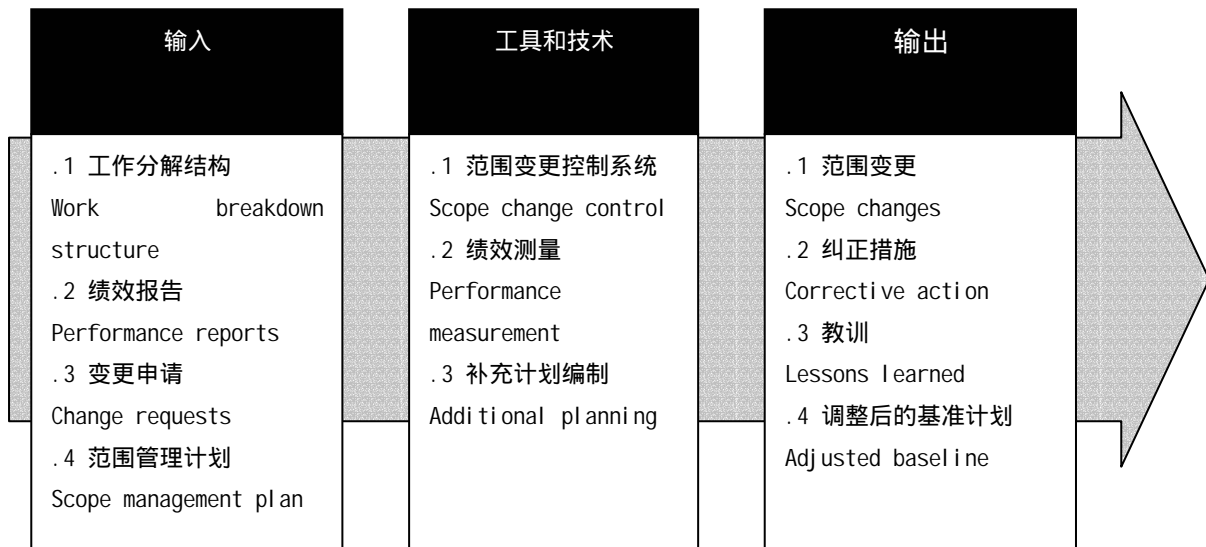 输入
.1 工作分解结构
Work breakdown
structure
.2 绩效报告
Performance reports
.3 变更申请
Change requests
.4 范围管理计划
Scope management plan
工具和技术
.1 范围变更控制系统
Scope change control
.2 绩效测量
Performance
measurement
.3 补充计划编制
Additional planning
输出
.1 范围变更
Scope changes
.2 纠正措施
Corrective action
.3 教训
Lessons learned
.4 调整后的基准计划
Adjusted baseline